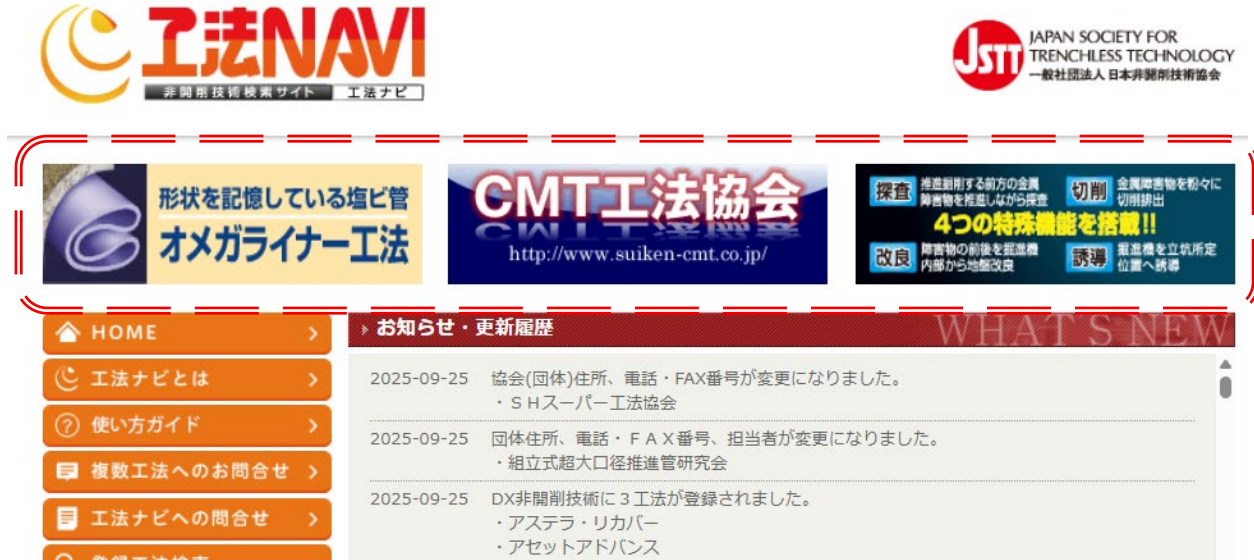 工法NAVI
非開削技術検索サイト 工法ナビ
JSTT
JAPAN SOCIETY FOR
TRENCHLESS TECHNOLOGY
一般社団法人 日本非開削技術協会
形状を記憶している塩ビ管
オメガライナー工法
CMT工法協会
http://www.suiken-cmt.co.jp/
探査 推進掘削する前方の金属
障害物を推進しながら探査
切削 金属障害物を粉々に
切削排出
4つの特殊機能を搭載!!
改良 障害物の前後を掘進機
内部から地盤改良
誘導 掘進機を立坑所定
位置へ誘導
HOME
工法ナビとは
使い方ガイド
複数工法へのお問合せ
工法ナビへの問合せ
お知らせ・更新履歴
WHAT'S NEW
2025-09-25 協会(団体)住所、電話・FAX番号が変更になりました。
・ＳＨスーパー工法協会
2025-09-25 団体住所、電話・ＦＡＸ番号、担当者が変更になりました。
・組立式超大口径推進管研究会
2025-09-25 DX非開削技術に３工法が登録されました。
・アステラ・リカバー
・アセットアドバンス